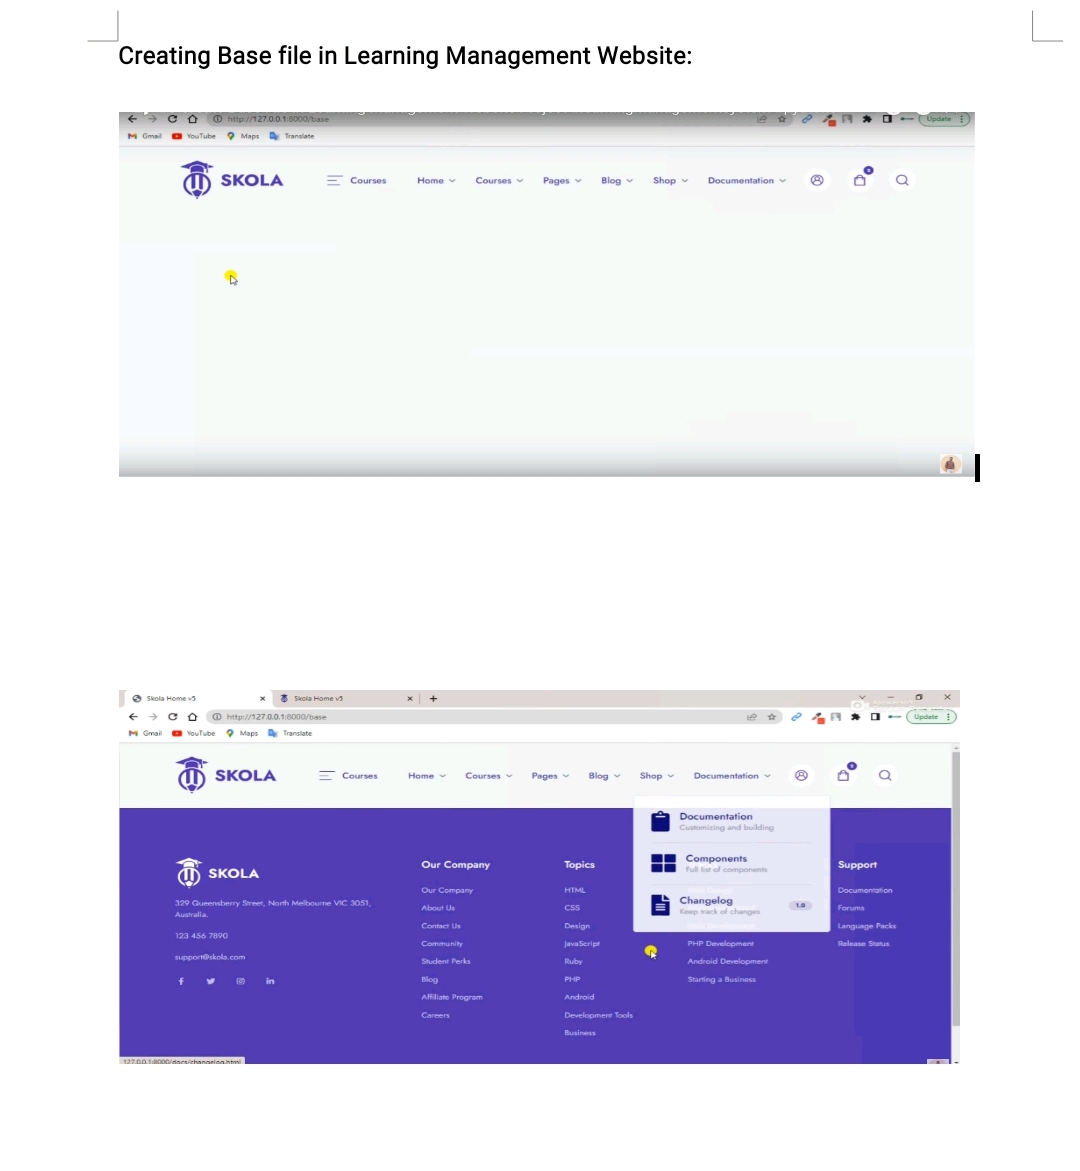 Creating Base file in Learning Management Website:
http://127.0.0.1:8000/base
Update
Gmail YouTube Maps Translate
SKOLA Courses Home Courses Pages Blog Shop Documentation
0
Skola Home v5 Skola Home v5
http://127.0.0.1:8000/base
Update
Gmail YouTube Maps Translate
SKOLA Courses Home Courses Pages Blog Shop Documentation
0
Documentation
Customizing and building
Components
Full list of components
Changelog 1.0
Keep track of changes
SKOLA
329 Queensberry Street, North Melbourne VIC 3051,
Australia.
123 456 7890
support@skola.com
f in
Our Company
Our Company
About Us
Contact Us
Community
Student Perks
Blog
Affiliate Program
Careers
Topics
HTML
CSS
Design
JavaScript
Ruby
PHP
Android
Development Tools
Business
PHP Development
Android Development
Starting a Business
Support
Documentation
Forums
Language Packs
Release Status
127.0.0.1:8000/docs/changelog.html